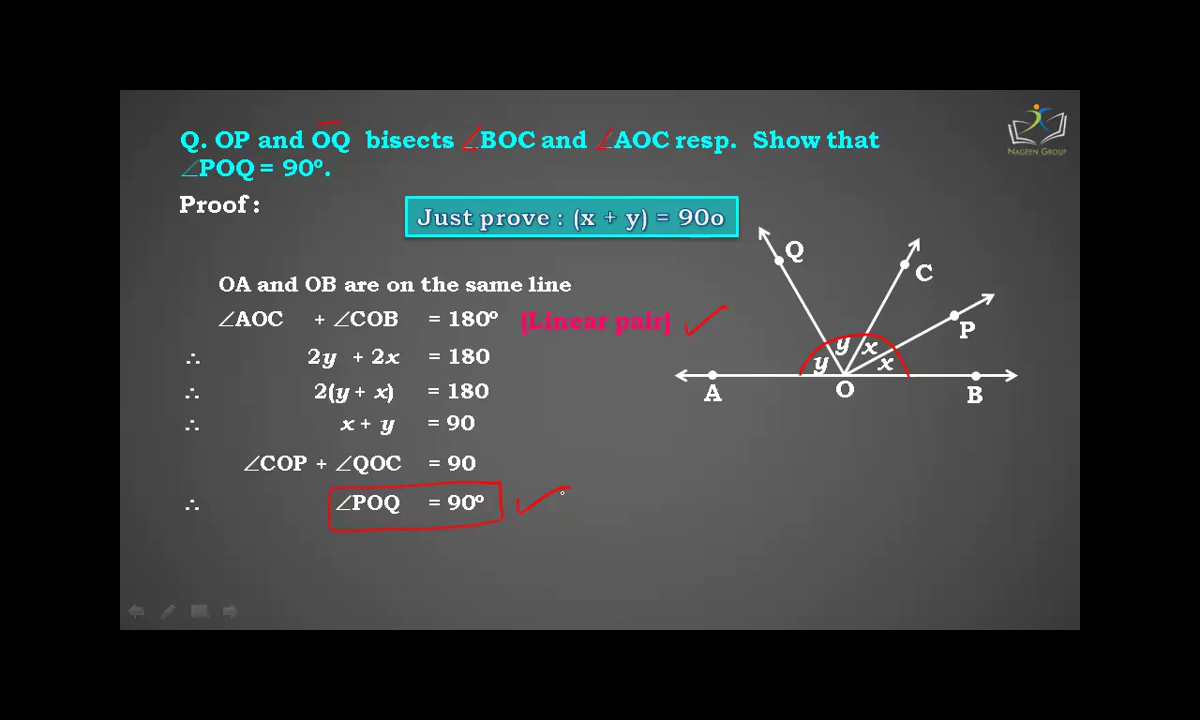 Q. OP and OQ bisects ∠BOC and ∠AOC resp. Show that
∠POQ = 90º.
NAGEEN GROUP
Proof :
Just prove : (x + y) = 90o
OA and OB are on the same line
∠AOC + ∠COB = 180º [Linear pair]
∴ 2y + 2x = 180
∴ 2(y + x) = 180
∴ x + y = 90
∠COP + ∠QOC = 90
∴ ∠POQ = 90º
Q
C
P
y x
y x
A O B